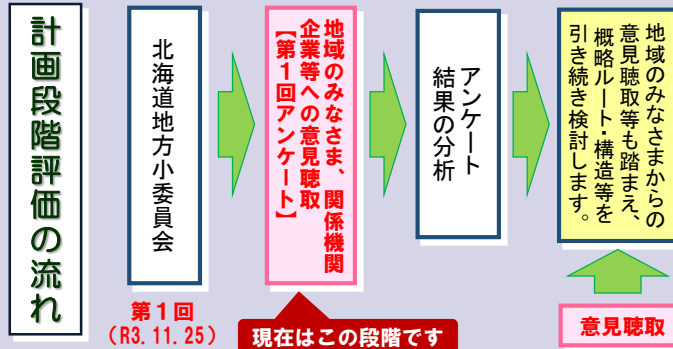 計画段階評価の流れ
北海道地方小委員会
第1回
（R3.11.25）
地域のみなさま、関係機関
企業等への意見聴取
【第1回アンケート】
現在はこの段階です
アンケート
結果の分析
地域のみなさまからの
意見聴取等も踏まえ、
概略ルート・構造等を
引き続き検討します。
意見聴取